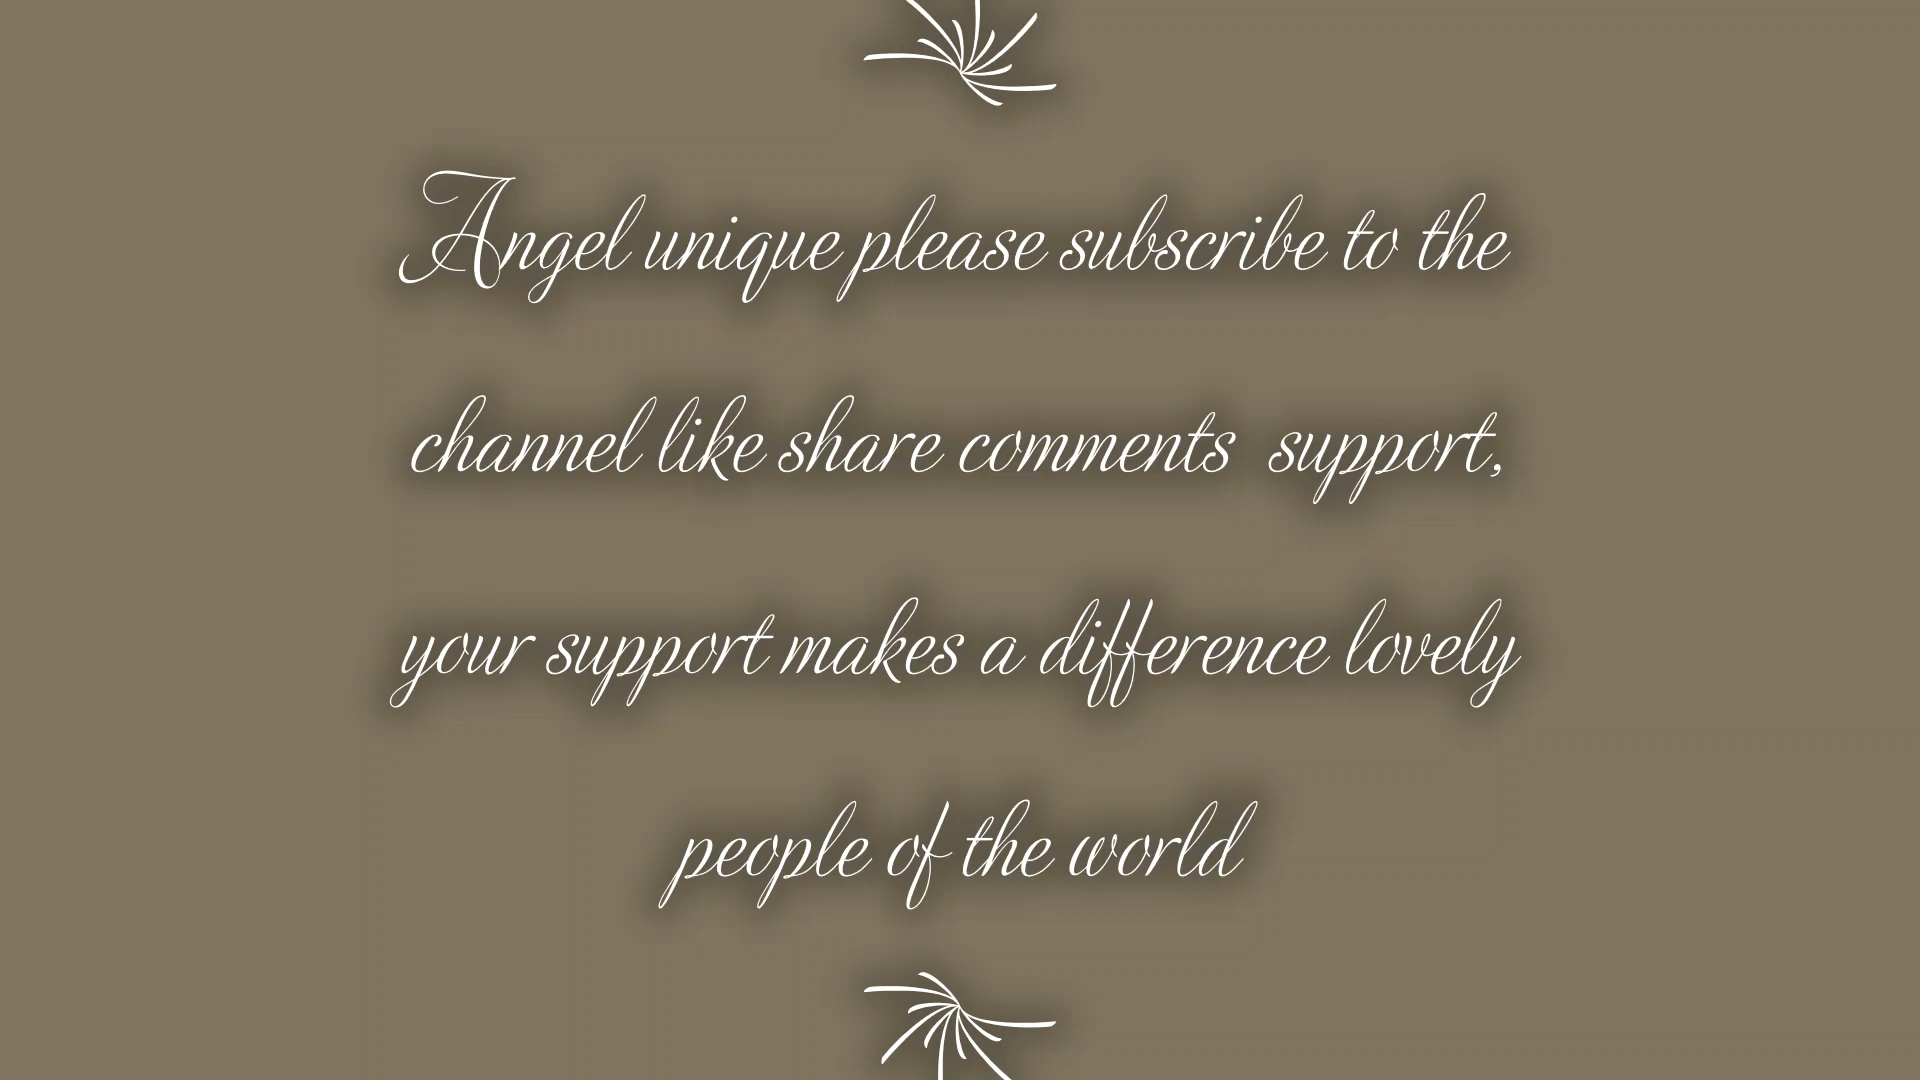 Angel unique please subscribe to the
channel like share comments  support,
your support makes a difference lovely
people of the world